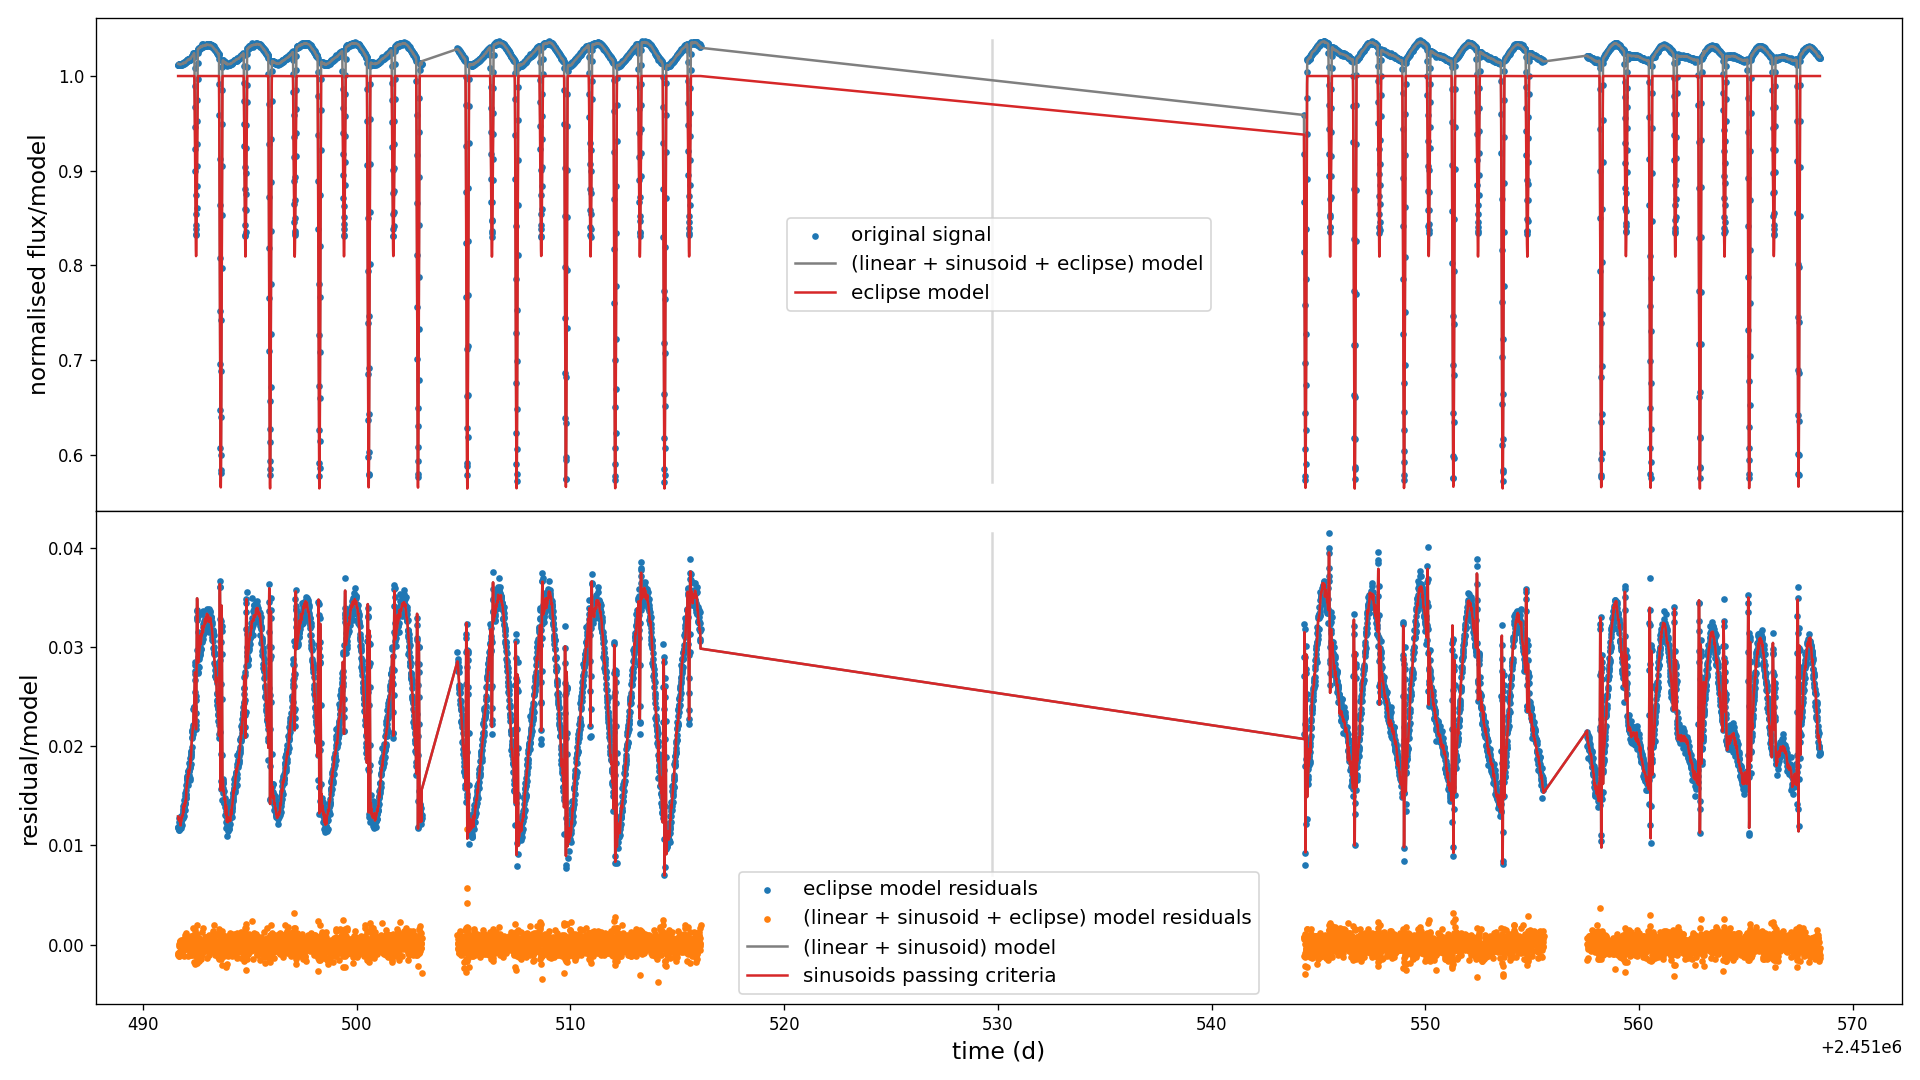 normalised flux/model
1.0
0.9
0.8
0.7
0.6
original signal
(linear + sinusoid + eclipse) model
eclipse model
residual/model
0.04
0.03
0.02
0.01
0.00
eclipse model residuals
(linear + sinusoid + eclipse) model residuals
(linear + sinusoid) model
sinusoids passing criteria
490 500 510 520 530 540 550 560 570
time (d)
+2.451e6